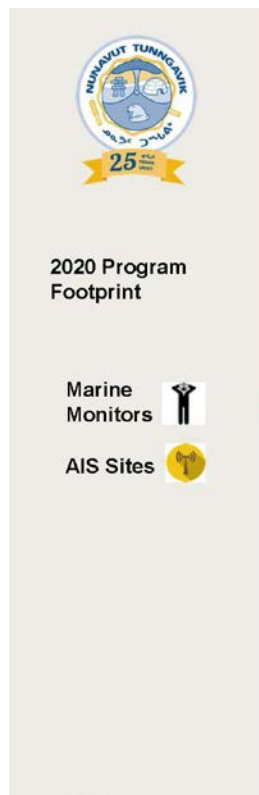 NUNAVUT TUNNGAVIK
25
2020 Program
Footprint
Marine
Monitors
AIS Sites